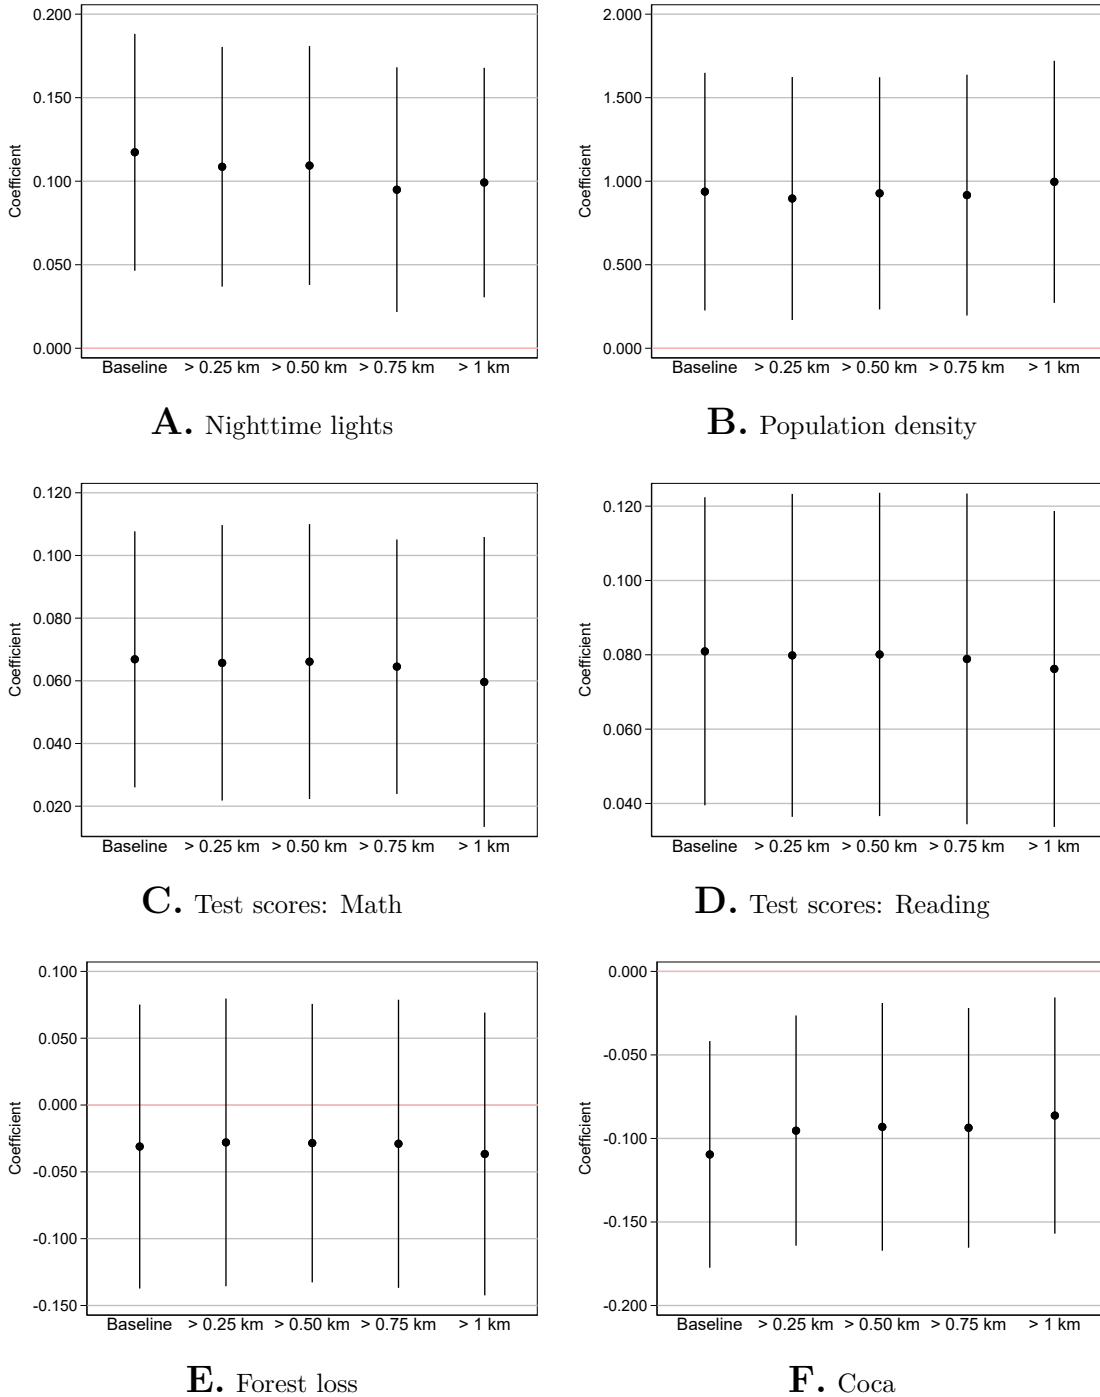 0.200
0.150
0.100
0.050
0.000
Coefficient
Baseline > 0.25 km > 0.50 km > 0.75 km > 1 km
A. Nighttime lights
2.000
1.500
1.000
0.500
0.000
Coefficient
Baseline > 0.25 km > 0.50 km > 0.75 km > 1 km
B. Population density
0.120
0.100
0.080
0.060
0.040
0.020
Coefficient
Baseline > 0.25 km > 0.50 km > 0.75 km > 1 km
C. Test scores: Math
0.120
0.100
0.080
0.060
0.040
Coefficient
Baseline > 0.25 km > 0.50 km > 0.75 km > 1 km
D. Test scores: Reading
0.100
0.050
0.000
-0.050
-0.100
-0.150
Coefficient
Baseline > 0.25 km > 0.50 km > 0.75 km > 1 km
E. Forest loss
0.000
-0.050
-0.100
-0.150
-0.200
Coefficient
Baseline > 0.25 km > 0.50 km > 0.75 km > 1 km
F. Coca